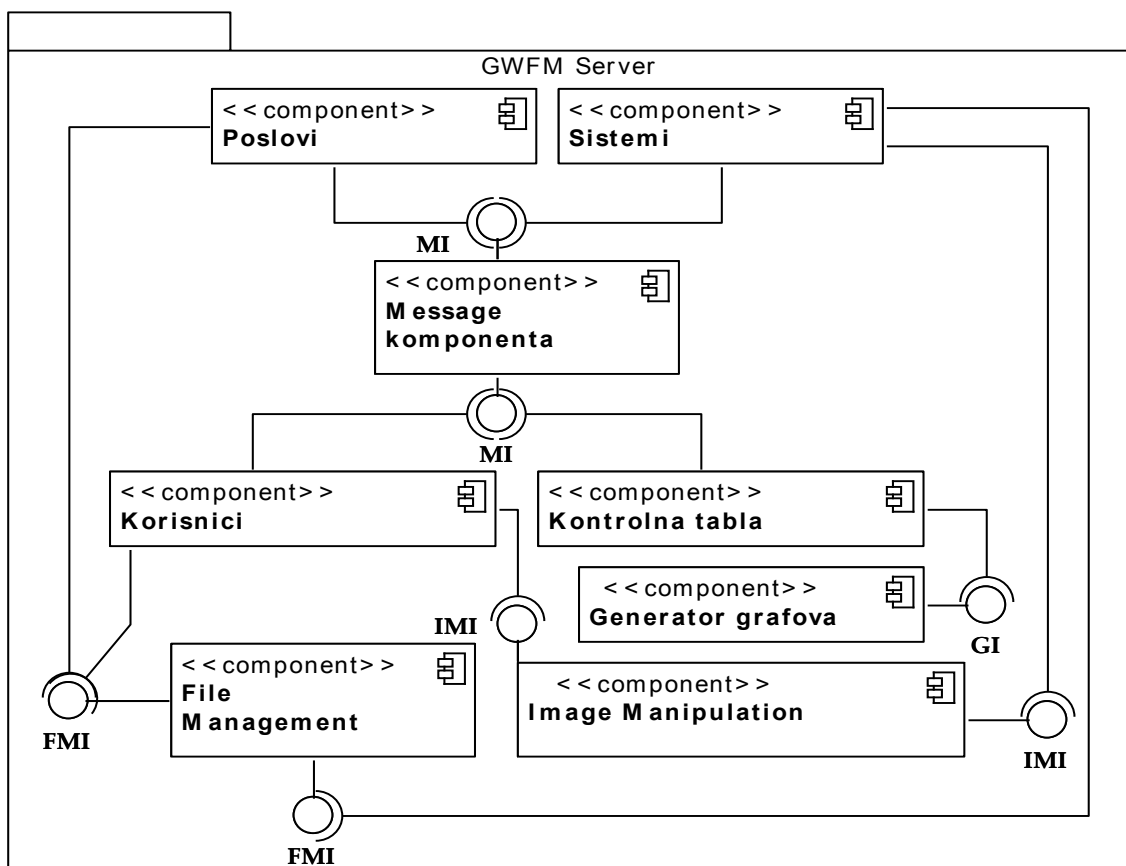 GWFM Server
<<component>>
Poslovi
<<component>>
Sistemi
MI
<<component>>
Message
komponenta
MI
<<component>>
Korisnici
<<component>>
Kontrolna tabla
<<component>>
Generator grafova
IMI
GI
<<component>>
File
Management
<<component>>
Image Manipulation
FMI
IMI
FMI